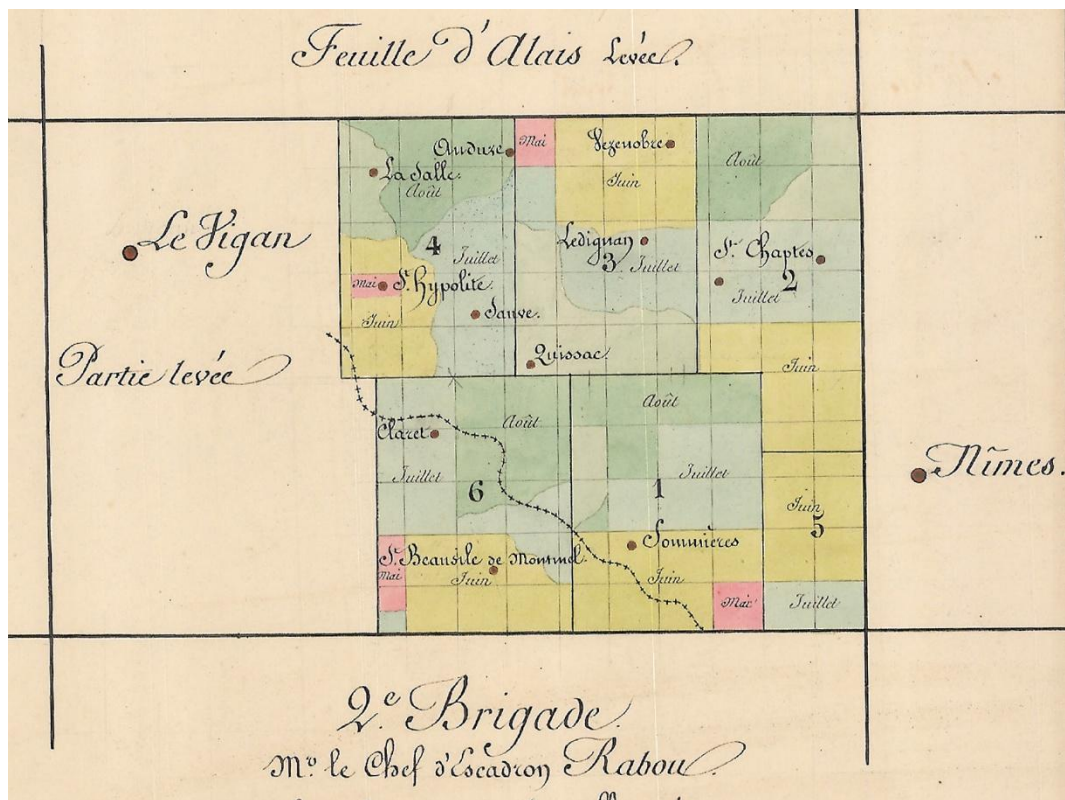 Feuille d'Alais Levée.
Anduze
Mai
Vezenobre
Août
La Salle.
Août
Juin
Le Vigan
4
Juillet
Ledignan
3
Juillet
St. Chaptes
2
Juillet
Mai
St. Hypolite.
Juin
Sauve.
Quissac.
Partie levée
Juin
Août
Août
Claret
Juillet
6
1
Juillet
Nîmes.
Juin
5
Sommières
St. Beausile de Montmel.
Mai
Juin
Juin
Mai
Juillet
2e. Brigade.
Mr. le Chef d'Escadron Rabou.